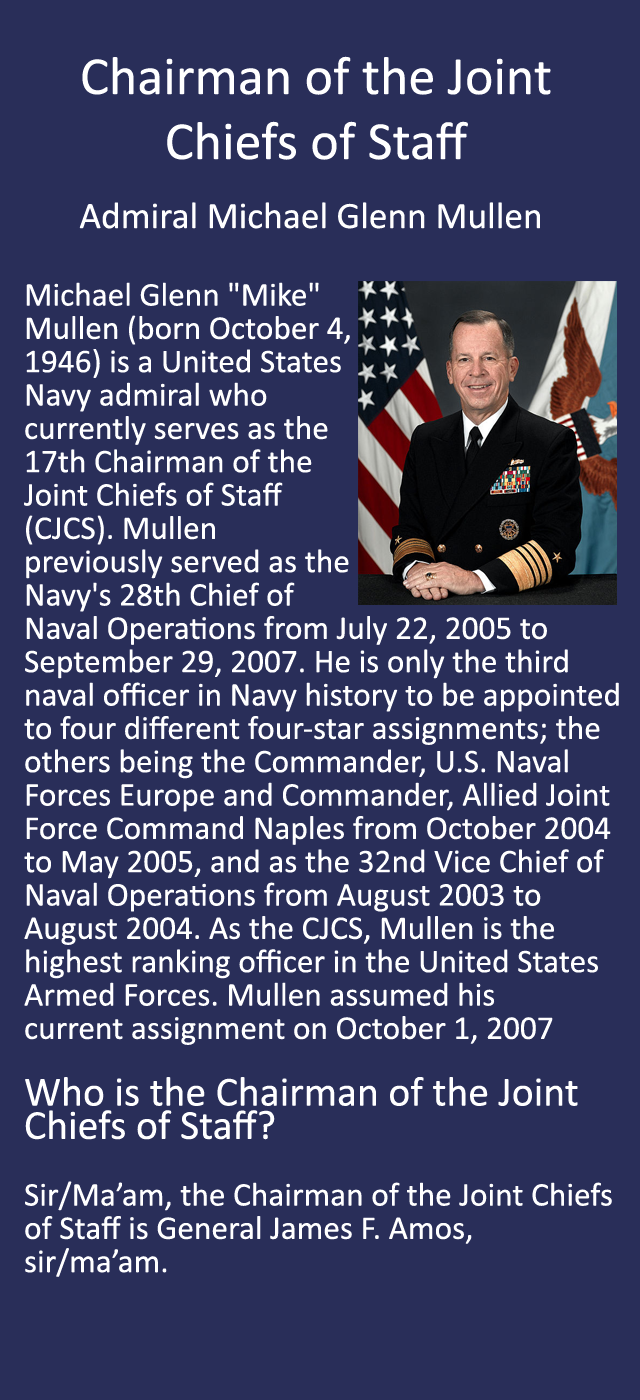 Chairman of the Joint
Chiefs of Staff
Admiral Michael Glenn Mullen
Michael Glenn "Mike"
Mullen (born October 4,
1946) is a United States
Navy admiral who
currently serves as the
17th Chairman of the
Joint Chiefs of Staff
(CJCS). Mullen
previously served as the
Navy's 28th Chief of
Naval Operations from July 22, 2005 to
September 29, 2007. He is only the third
naval officer in Navy history to be appointed
to four different four-star assignments; the
others being the Commander, U.S. Naval
Forces Europe and Commander, Allied Joint
Force Command Naples from October 2004
to May 2005, and as the 32nd Vice Chief of
Naval Operations from August 2003 to
August 2004. As the CJCS, Mullen is the
highest ranking officer in the United States
Armed Forces. Mullen assumed his
current assignment on October 1, 2007
Who is the Chairman of the Joint
Chiefs of Staff?
Sir/Ma’am, the Chairman of the Joint Chiefs
of Staff is General James F. Amos,
sir/ma’am.